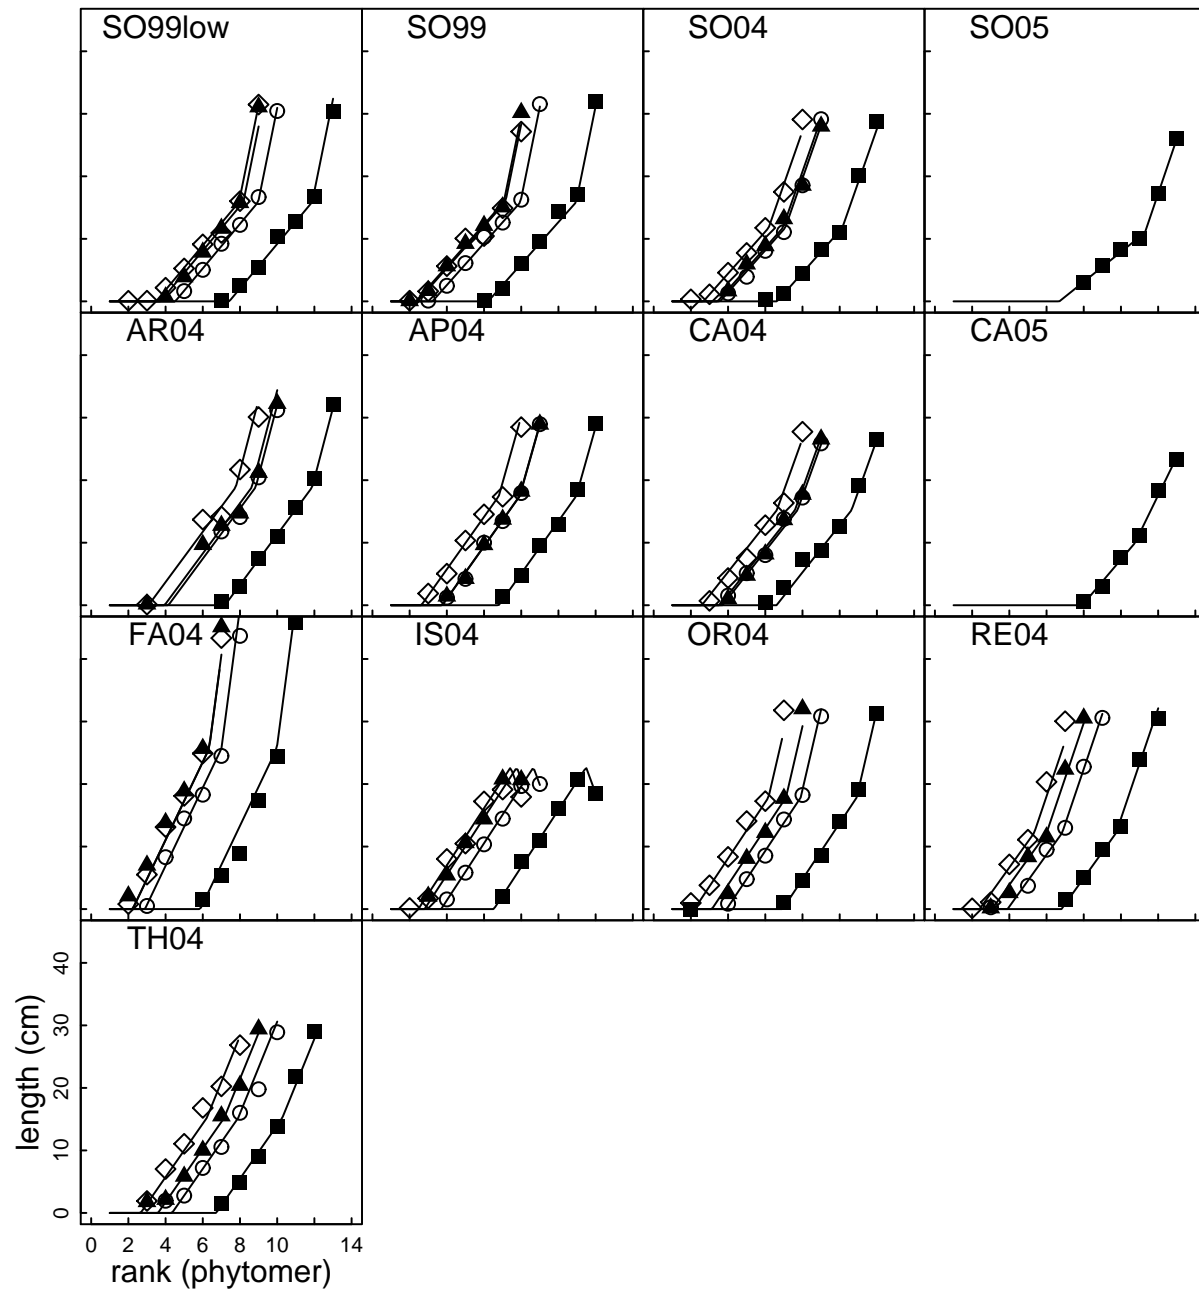 SO99low SO99 SO04 SO05
AR04 AP04 CA04 CA05
FA04 IS04 OR04 RE04
TH04
length (cm)
40
30
20
10
0
0 2 4 6 8 10 14
rank (phytomer)